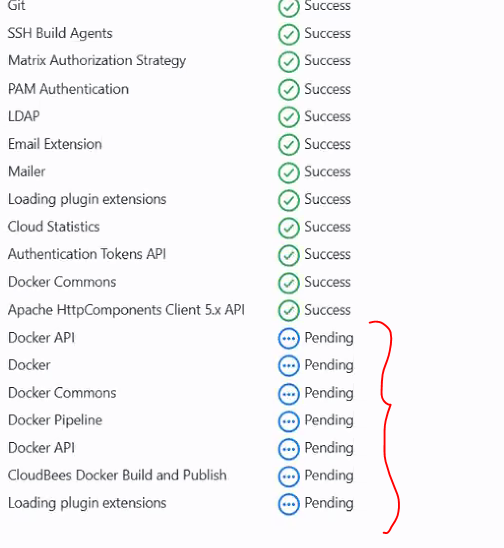 Git Success
SSH Build Agents Success
Matrix Authorization Strategy Success
PAM Authentication Success
LDAP Success
Email Extension Success
Mailer Success
Loading plugin extensions Success
Cloud Statistics Success
Authentication Tokens API Success
Docker Commons Success
Apache HttpComponents Client 5.x API Success
Docker API Pending
Docker Pending
Docker Commons Pending
Docker Pipeline Pending
Docker API Pending
CloudBees Docker Build and Publish Pending
Loading plugin extensions Pending